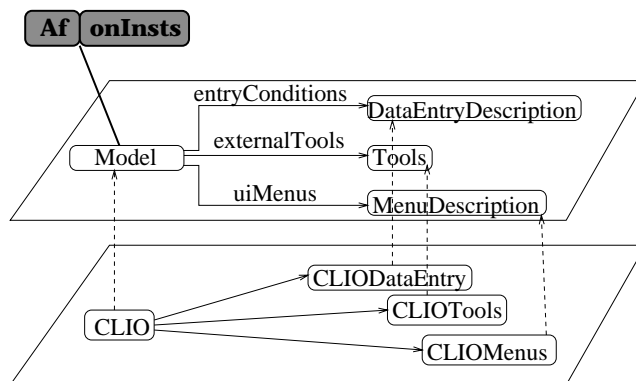 Af onInsts
entryConditions
DataEntryDescription
externalTools
Model
Tools
uiMenus
MenuDescription
CLIODataEntry
CLIOTools
CLIO
CLIOMenus